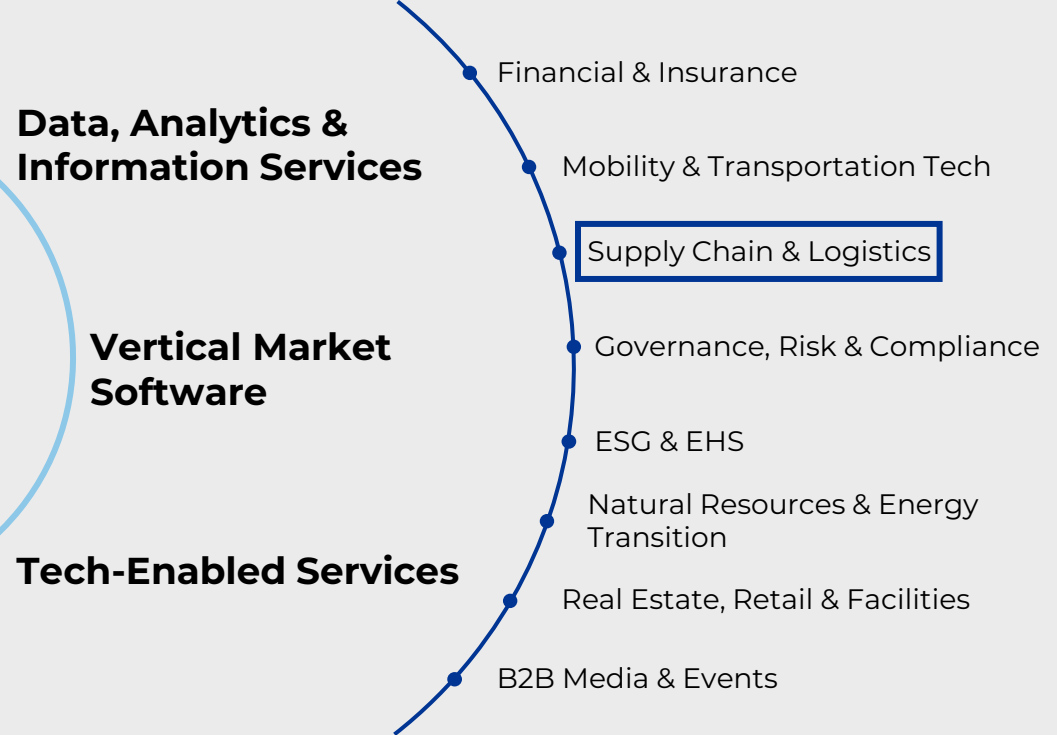 Data, Analytics &
Information Services
Vertical Market
Software
Tech-Enabled Services
Financial & Insurance
Mobility & Transportation Tech
Supply Chain & Logistics
Governance, Risk & Compliance
ESG & EHS
Natural Resources & Energy
Transition
Real Estate, Retail & Facilities
B2B Media & Events